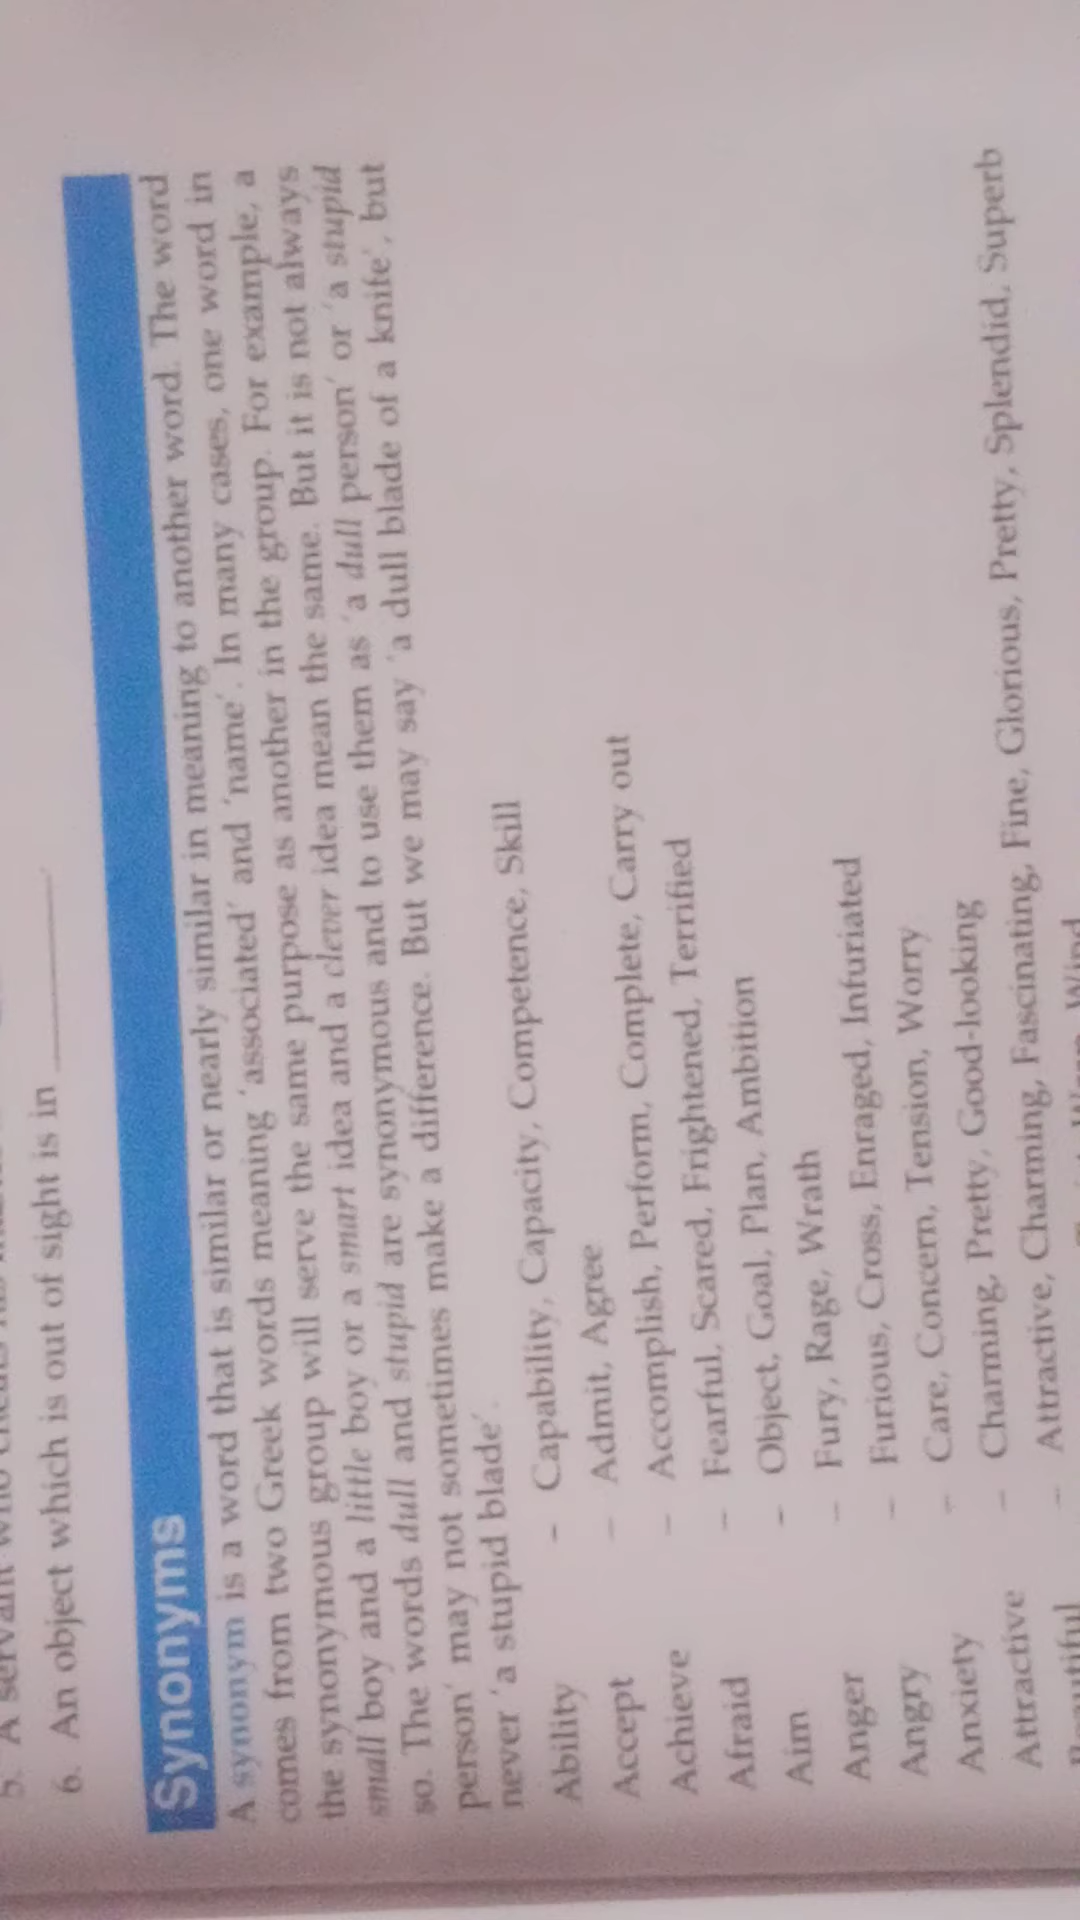 5. A servant who
6. An object which is out of sight is in ________.
Synonyms
A synonym is a word that is similar or nearly similar in meaning to another word. The word
comes from two Greek words meaning 'associated' and 'name'. In many cases, one word in
the synonymous group will serve the same purpose as another in the group. For example, a
small boy and a little boy or a smart idea and a clever idea mean the same. But it is not always
so. The words dull and stupid are synonymous and to use them as 'a dull person' or 'a stupid
person' may not sometimes make a difference. But we may say 'a dull blade of a knife', but
never 'a stupid blade'.
Ability – Capability, Capacity, Competence, Skill
Accept – Admit, Agree
Achieve – Accomplish, Perform, Complete, Carry out
Afraid – Fearful, Scared, Frightened, Terrified
Aim – Object, Goal, Plan, Ambition
Anger – Fury, Rage, Wrath
Angry – Furious, Cross, Enraged, Infuriated
Anxiety – Care, Concern, Tension, Worry
Attractive – Charming, Pretty, Good-looking
Beautiful – Attractive, Charming, Fascinating, Fine, Glorious, Pretty, Splendid, Superb
Wind